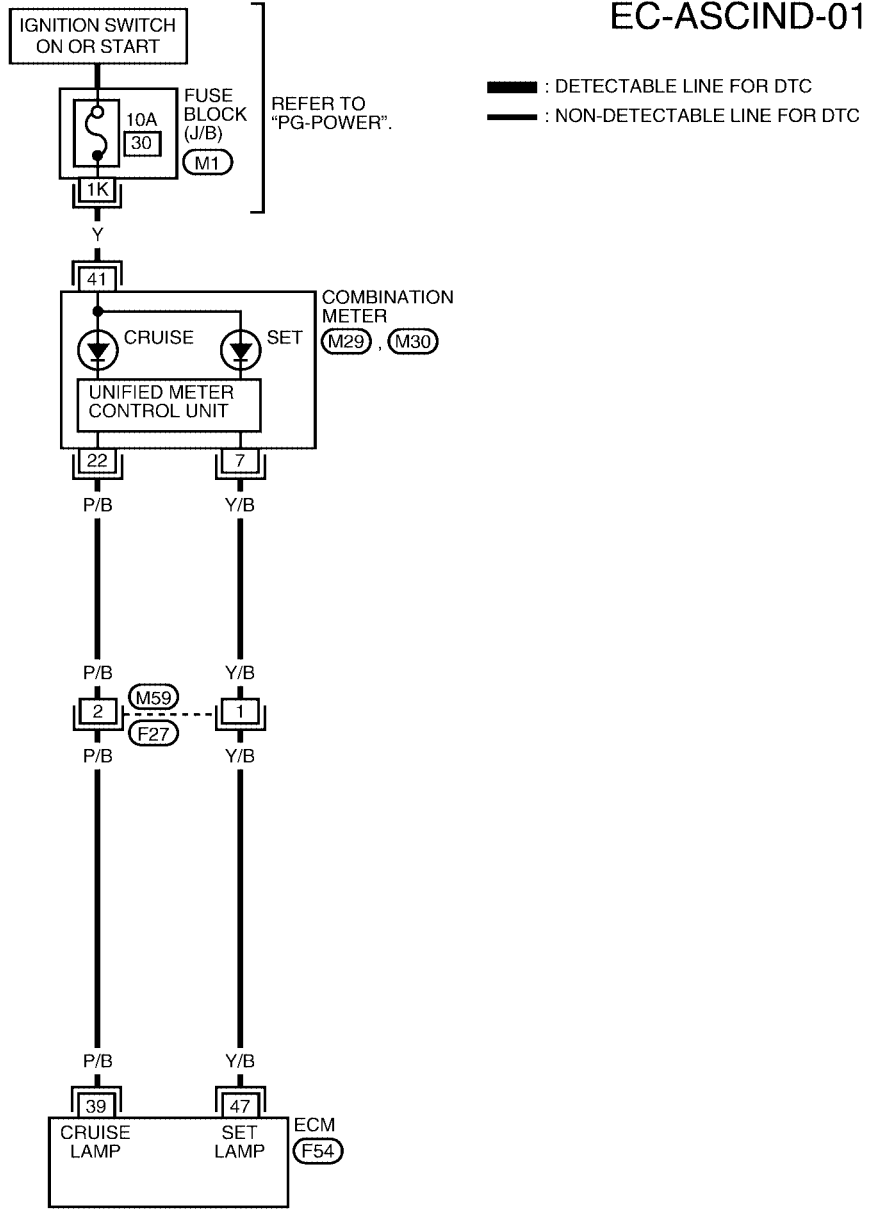 EC-ASCIND-01
IGNITION SWITCH
ON OR START
: DETECTABLE LINE FOR DTC
: NON-DETECTABLE LINE FOR DTC
10A
30
FUSE
BLOCK
(J/B)
M1
REFER TO
“PG-POWER”.
1K
Y
41
COMBINATION
METER
M29 , M30
CRUISE
SET
UNIFIED METER
CONTROL UNIT
22
7
P/B
Y/B
P/B
Y/B
2
M59
F27
1
P/B
Y/B
P/B
Y/B
39
47
CRUISE
LAMP
SET
LAMP
ECM
F54